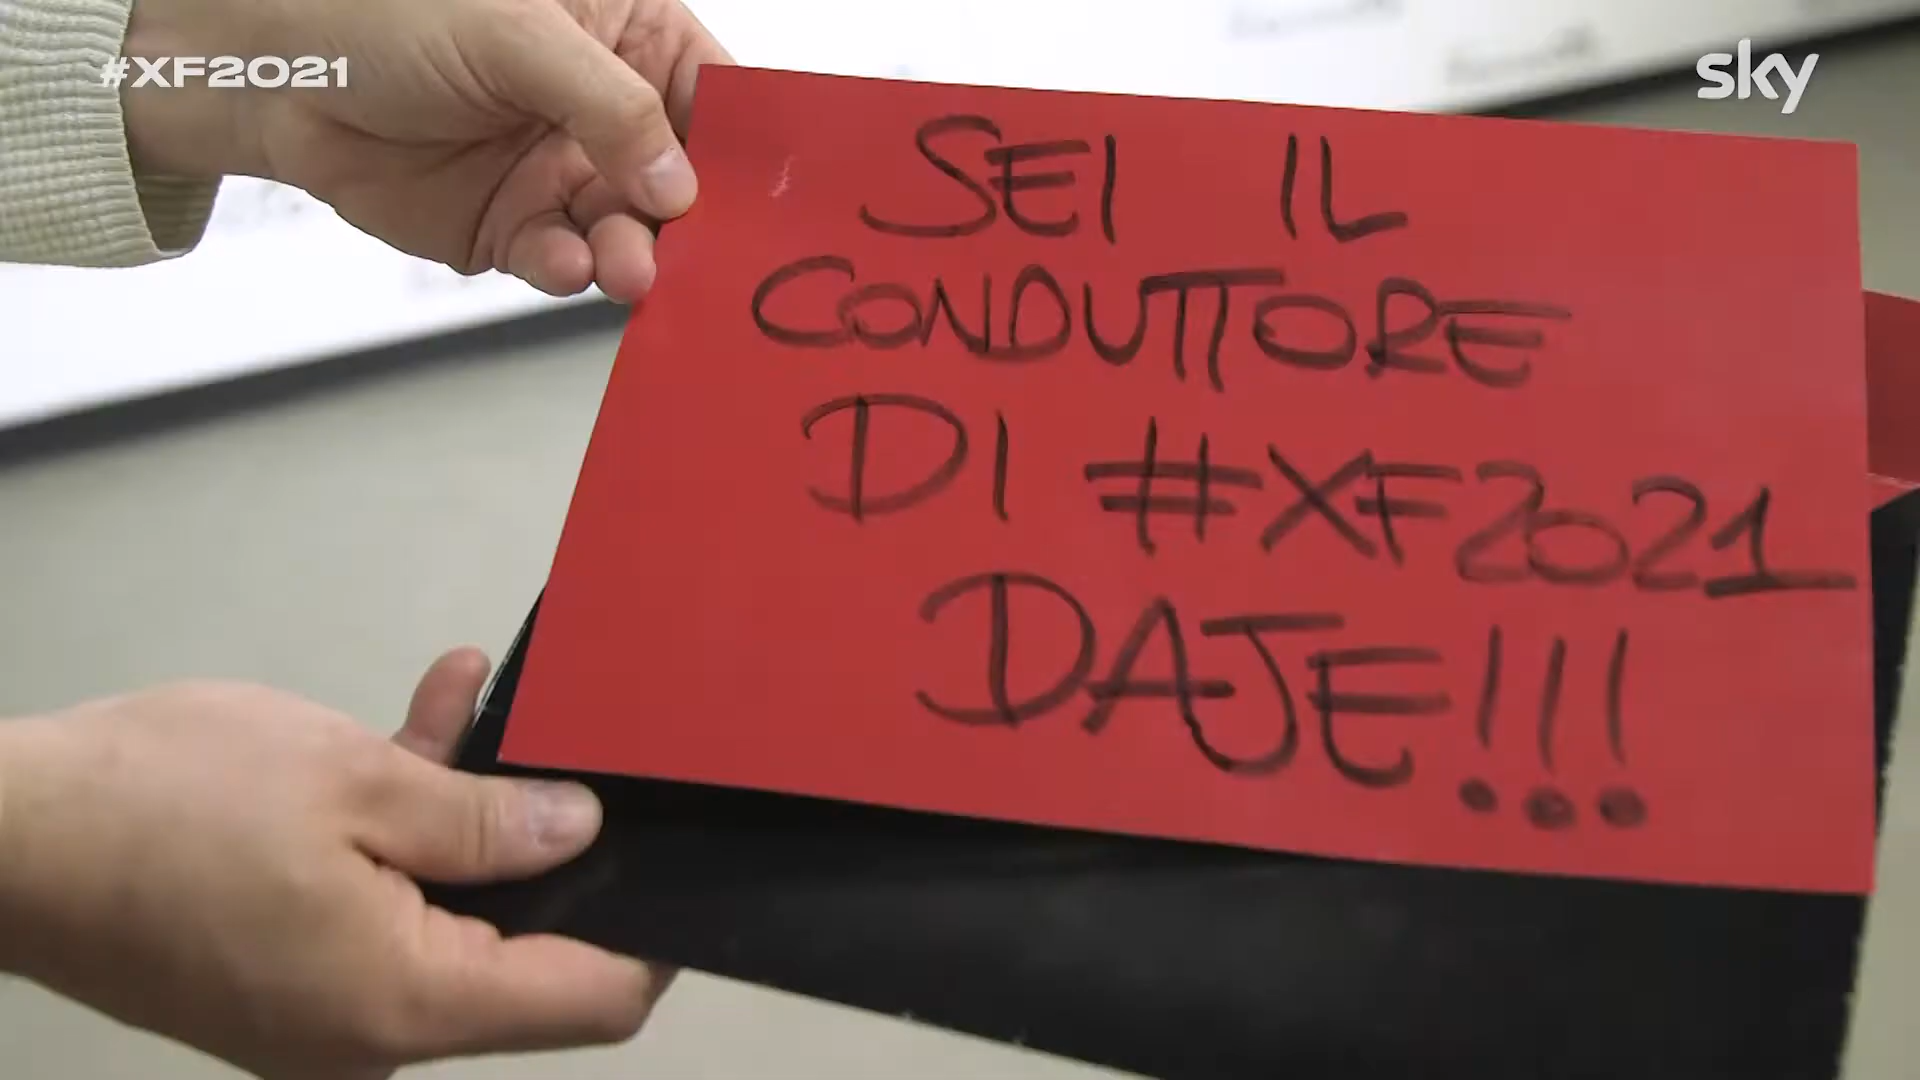 #XF2021
sky
SEI IL
CONDUTTORE
DI #XF2021
DAJE!!!